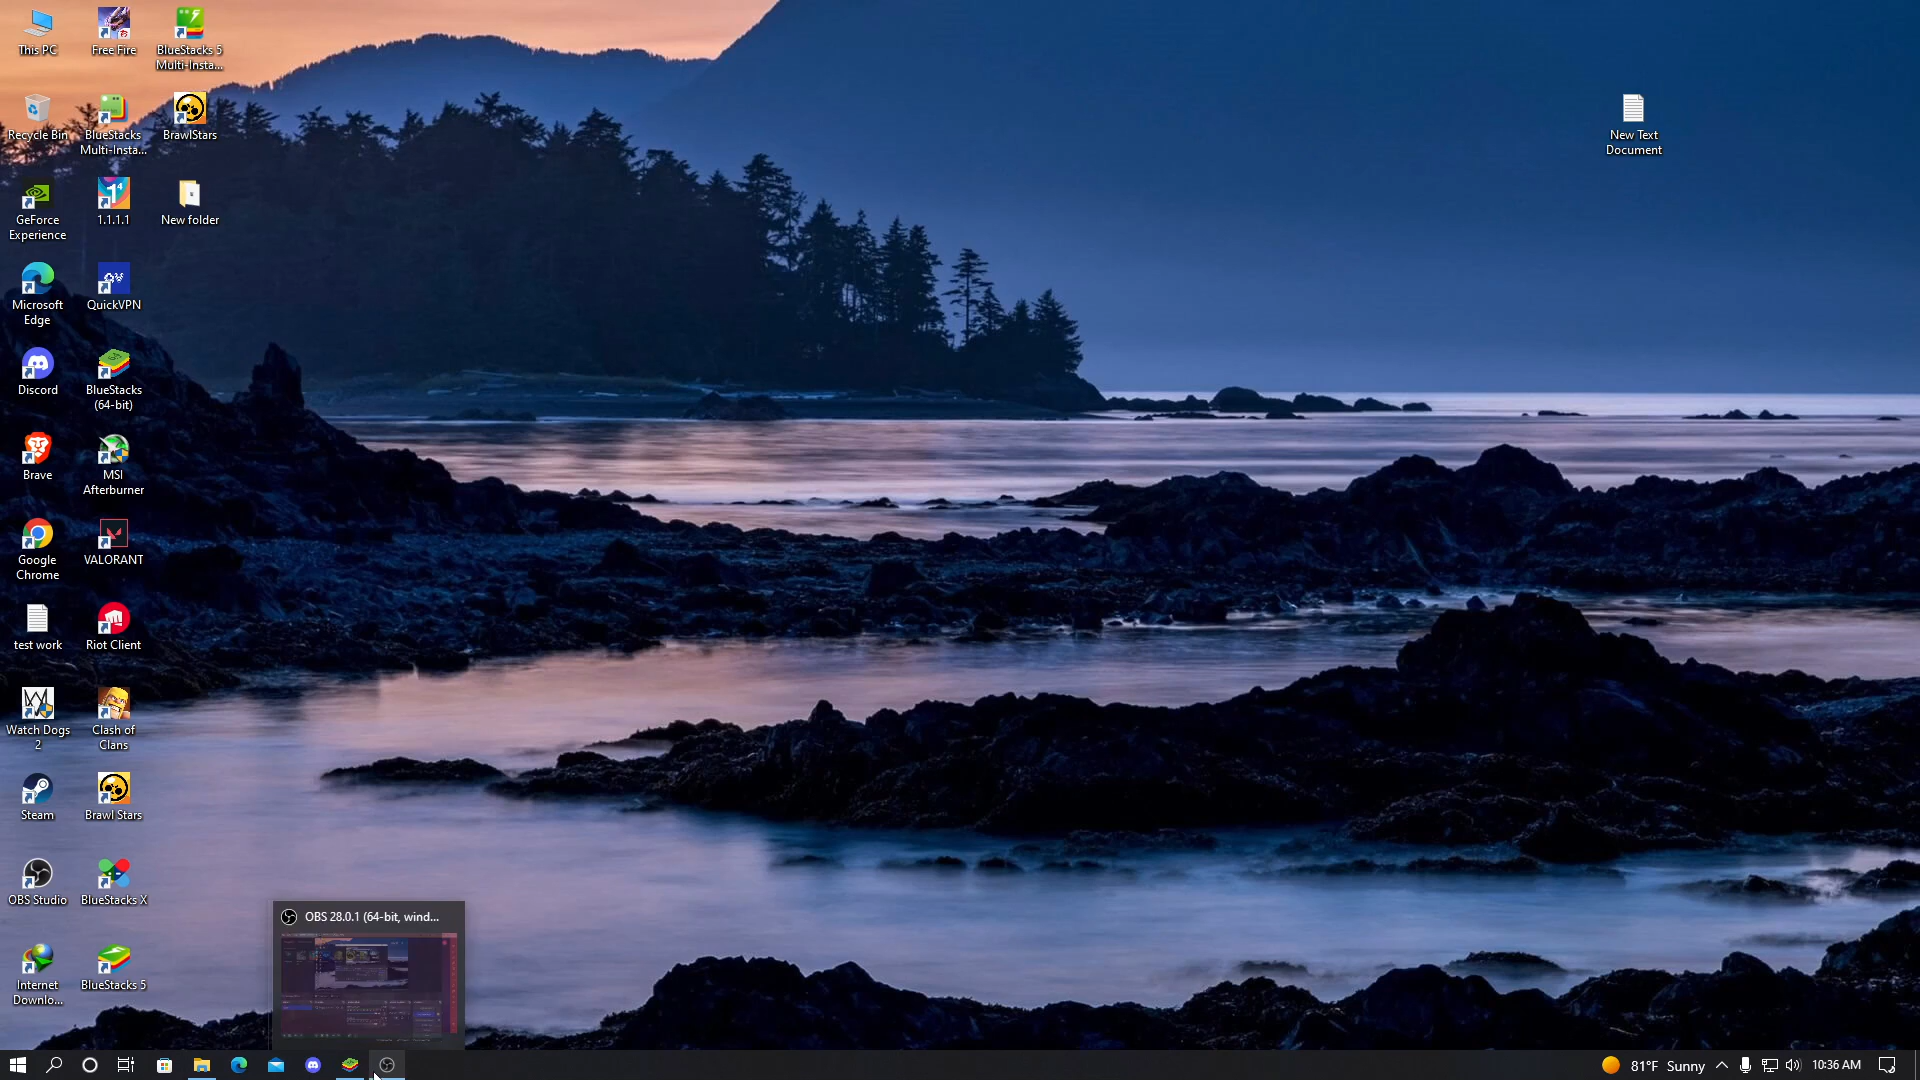 This PC
Free Fire
BlueStacks 5
Multi-Insta...
Recycle Bin
BlueStacks
Multi-Insta...
BrawlStars
GeForce
Experience
1.1.1.1
New folder
Microsoft
Edge
QuickVPN
Discord
BlueStacks
(64-bit)
Brave
MSI
Afterburner
Google
Chrome
VALORANT
test work
Riot Client
Watch Dogs
2
Clash of
Clans
Steam
Brawl Stars
OBS Studio
BlueStacks X
Internet
Downlo...
BlueStacks 5
New Text
Document
OBS 28.0.1 (64-bit, wind...
81°F Sunny
10:36 AM